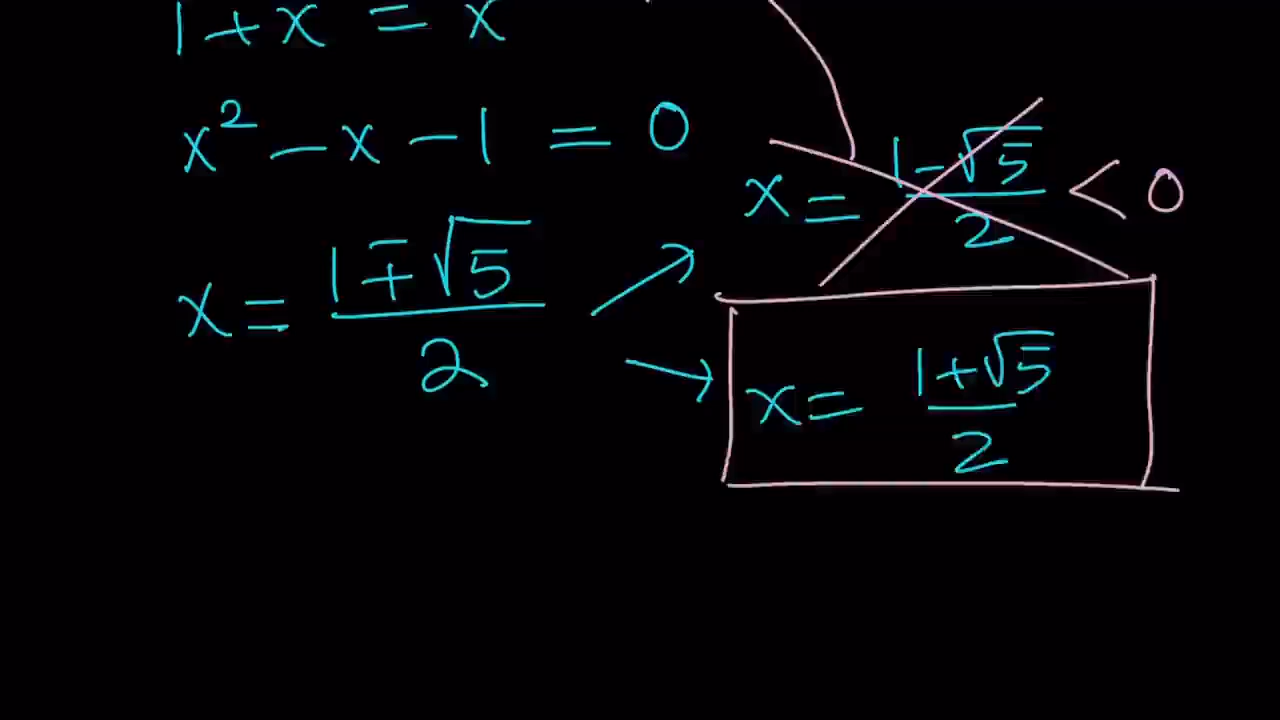 1 + x = x
x² - x - 1 = 0
x = (1 ∓ √5)/2
x = (1 - √5)/2 < 0
x = (1 + √5)/2